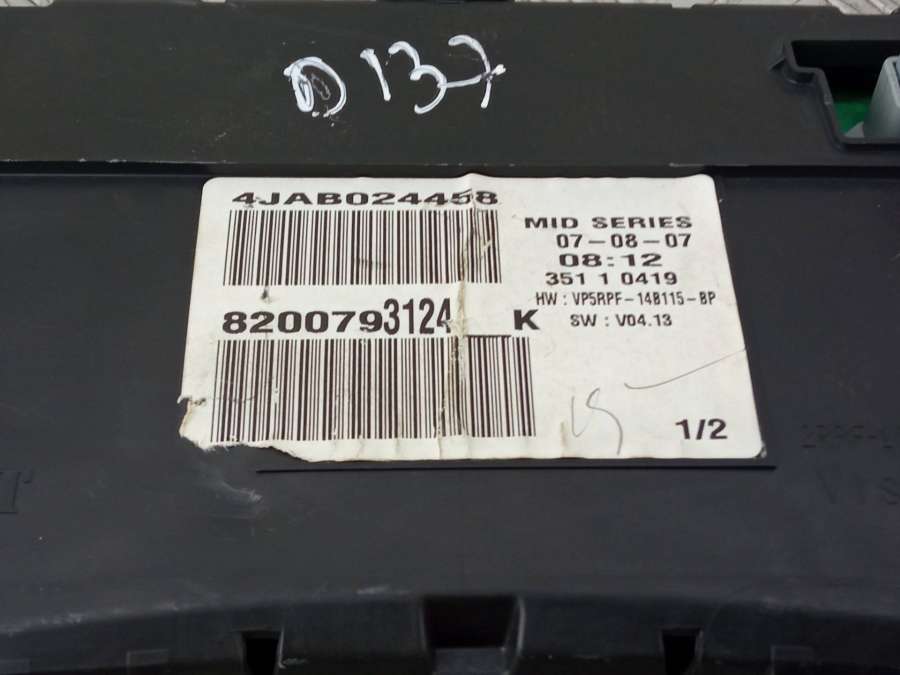 D137
4JAB024458
MID SERIES
07-08-07
08:12
351 1 0419
HW : VP5RPF-14B115-BP
8200793124__K
SW : V04.13
1/2